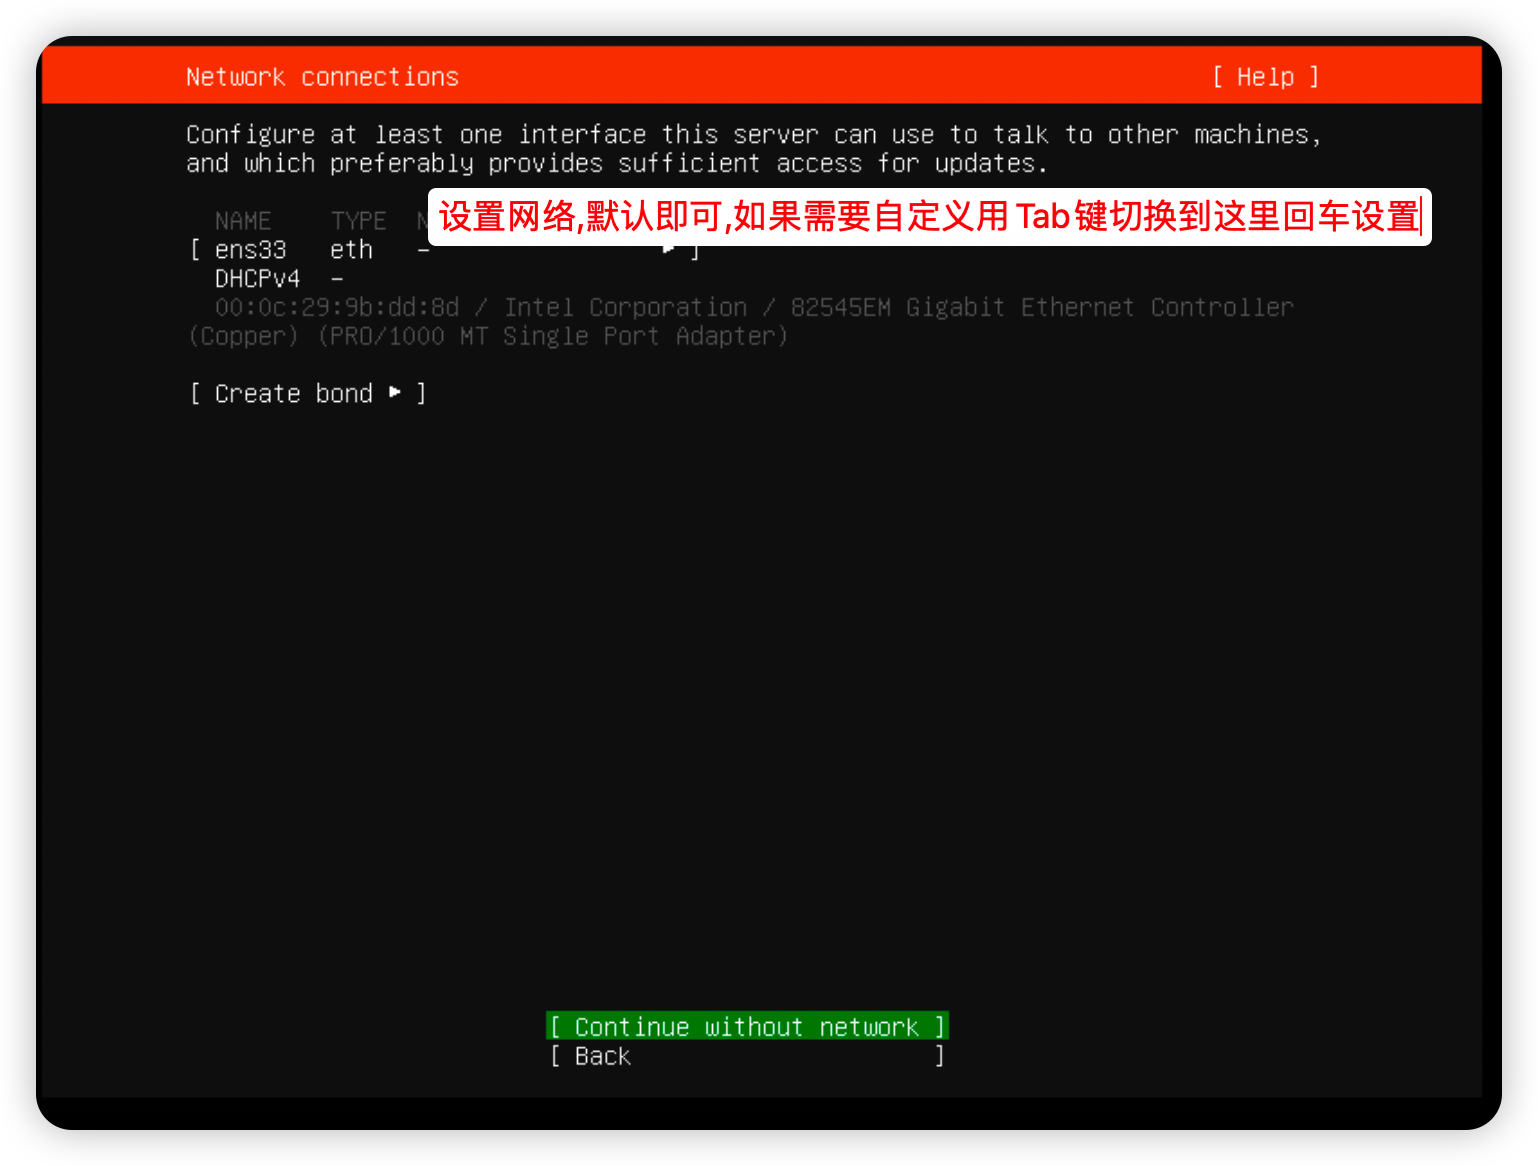 Network connections [ Help ]
Configure at least one interface this server can use to talk to other machines,
and which preferably provides sufficient access for updates.
设置网络,默认即可,如果需要自定义用Tab键切换到这里回车设置
NAME TYPE
[ ens33 eth – ▸ ]
DHCPv4 –
00:0c:29:9b:dd:8d / Intel Corporation / 82545EM Gigabit Ethernet Controller
(Copper) (PRO/1000 MT Single Port Adapter)
[ Create bond ▸ ]
[ Continue without network ]
[ Back ]